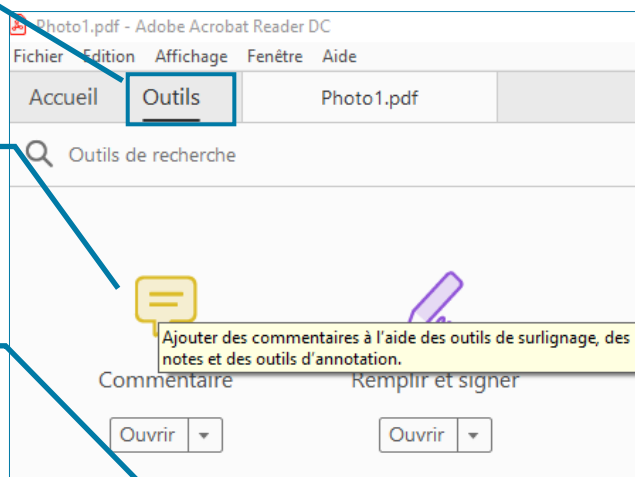 Photo1.pdf - Adobe Acrobat Reader DC
Fichier Edition Affichage Fenêtre Aide
Accueil Outils Photo1.pdf
Outils de recherche
Ajouter des commentaires à l'aide des outils de surlignage, des
notes et des outils d'annotation.
Commentaire Remplir et signer
Ouvrir Ouvrir